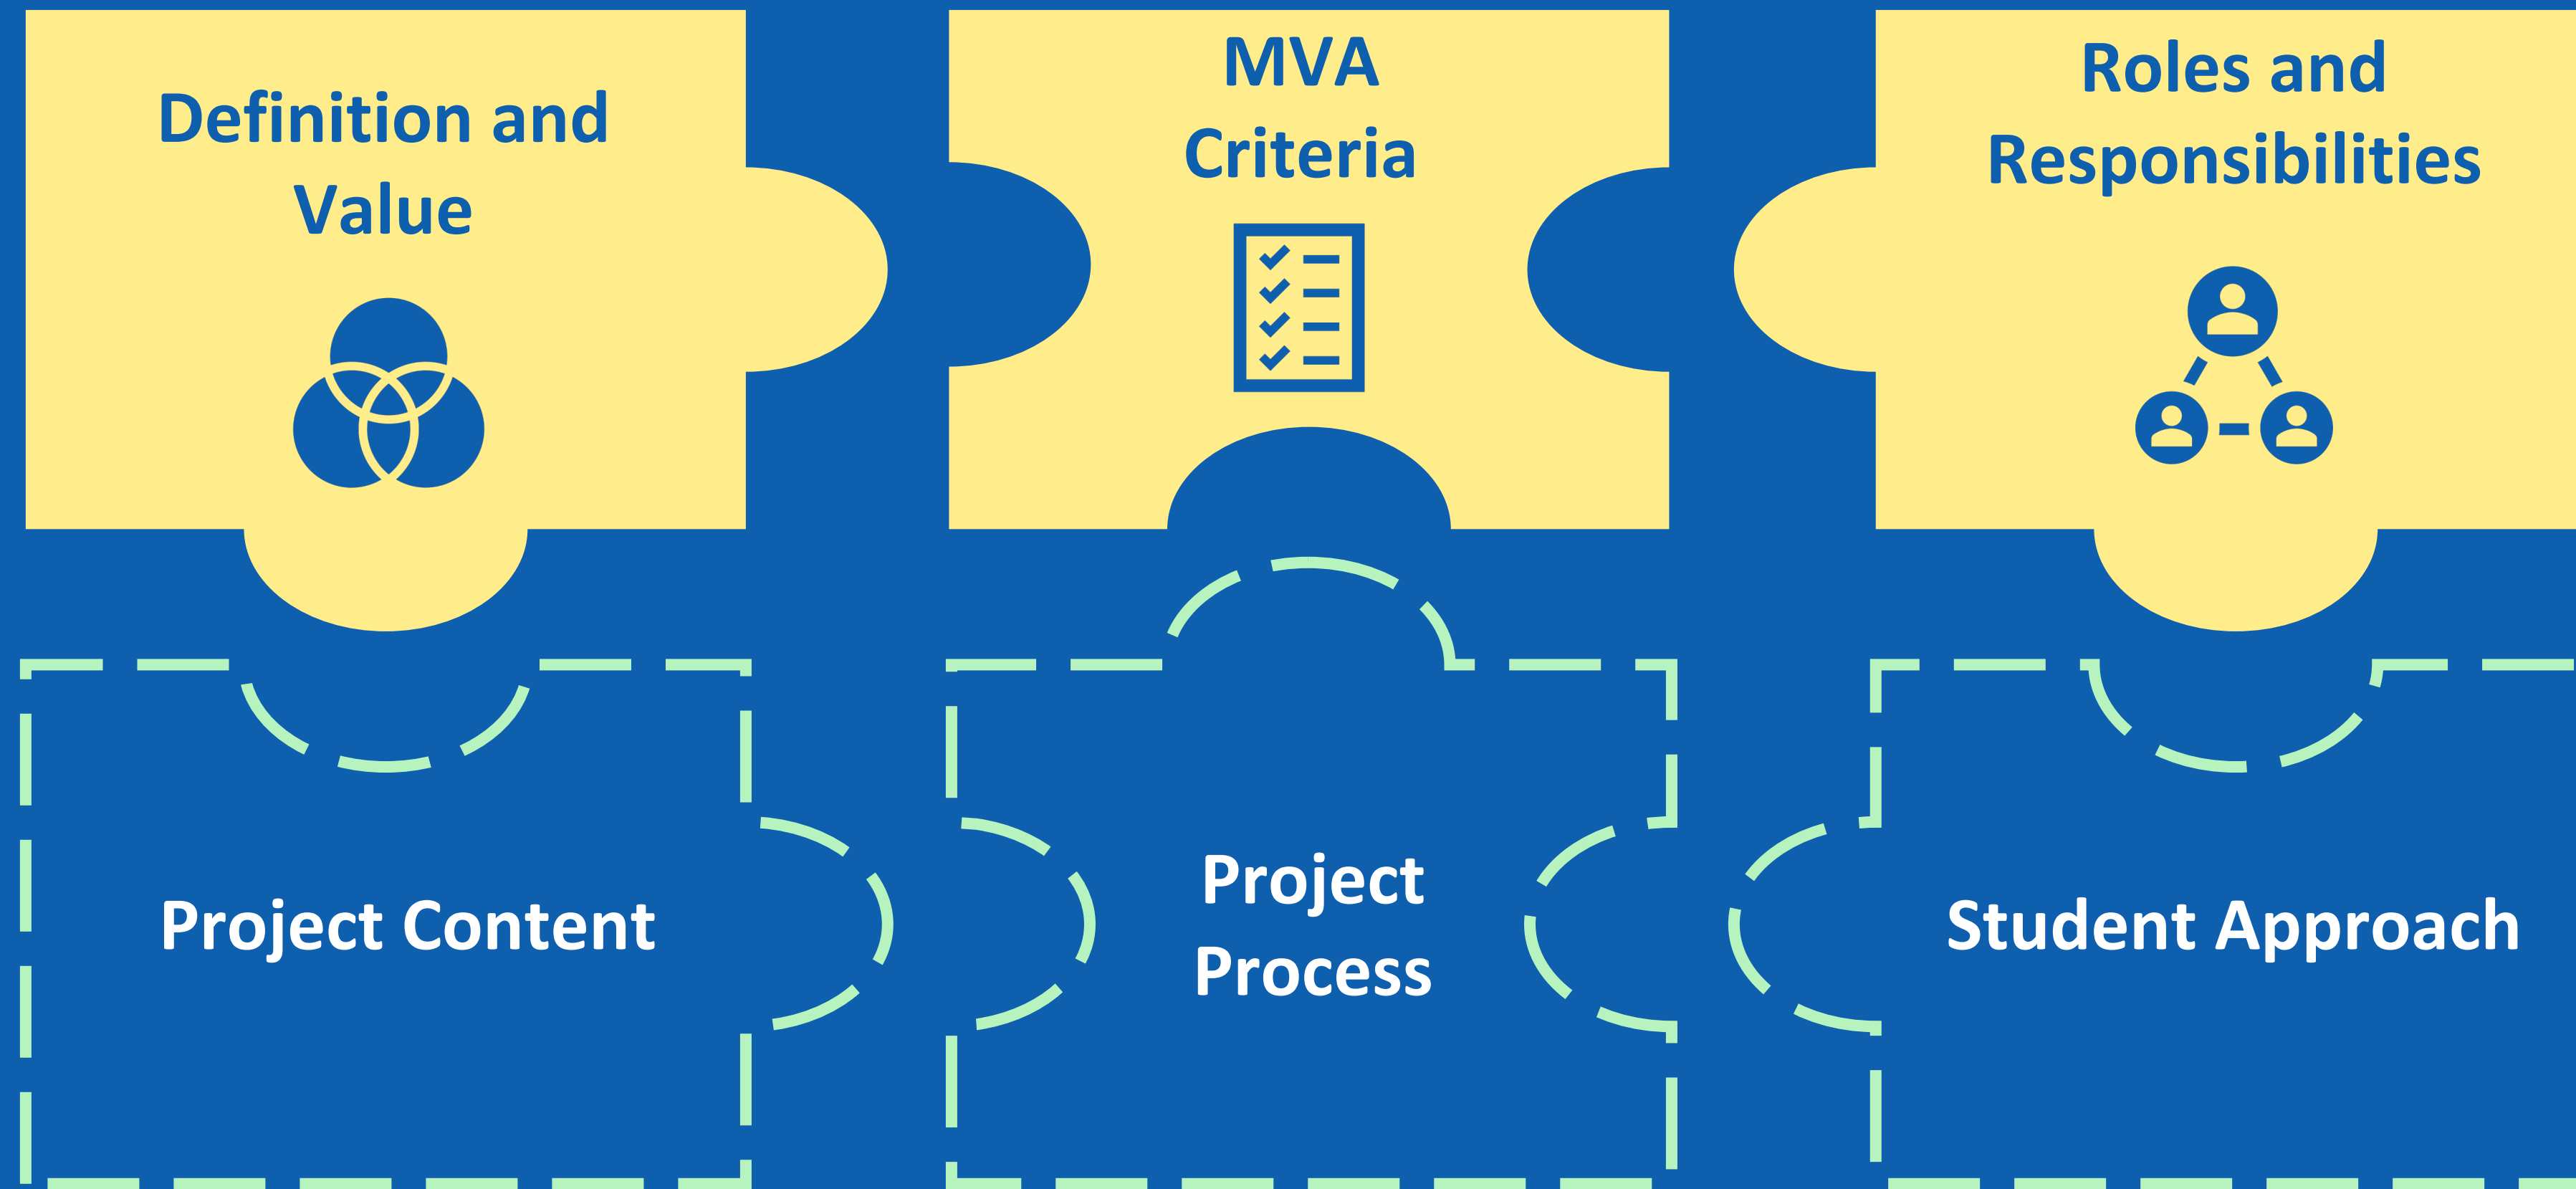 Definition and
Value
MVA
Criteria
Roles and
Responsibilities
Project Content
Project
Process
Student Approach